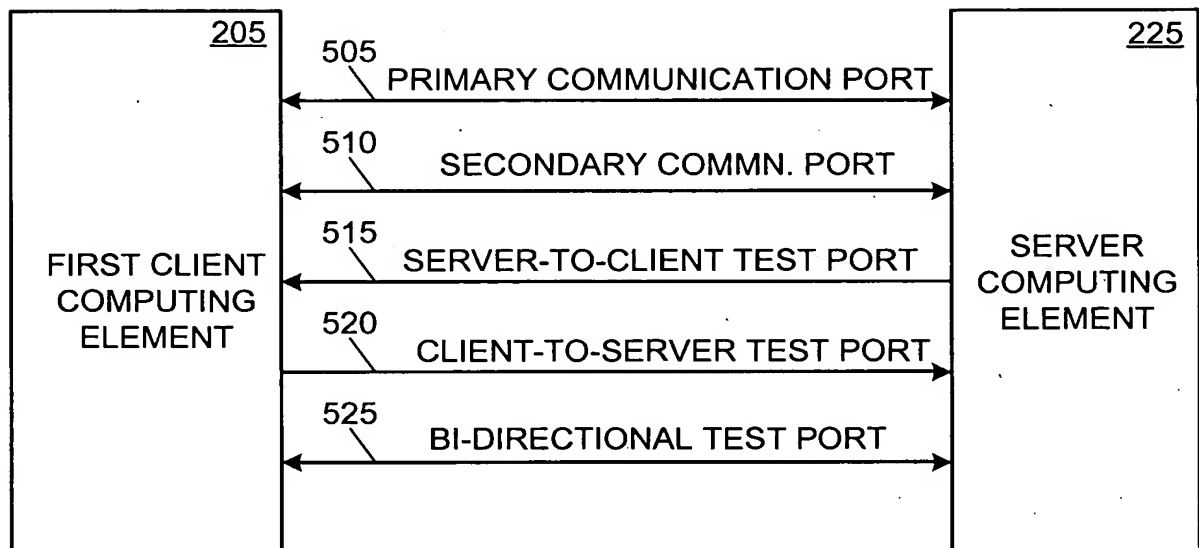 205
225
505
PRIMARY COMMUNICATION PORT
510
SECONDARY COMMN. PORT
515
SERVER-TO-CLIENT TEST PORT
FIRST CLIENT
COMPUTING
ELEMENT
SERVER
COMPUTING
ELEMENT
520
CLIENT-TO-SERVER TEST PORT
525
BI-DIRECTIONAL TEST PORT